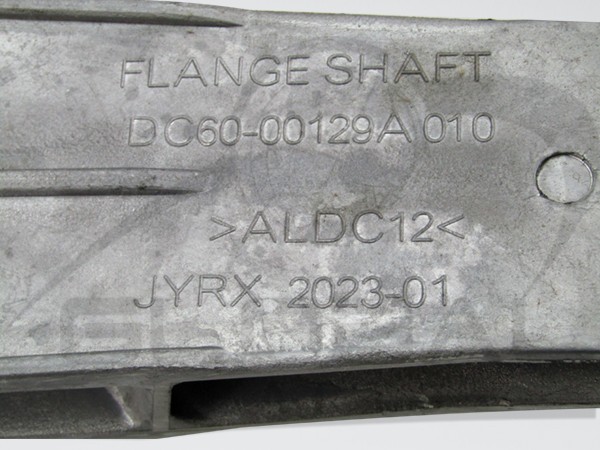 FLANGE SHAFT
DC60-00129A 010
>ALDC12<
JYRX 2023-01